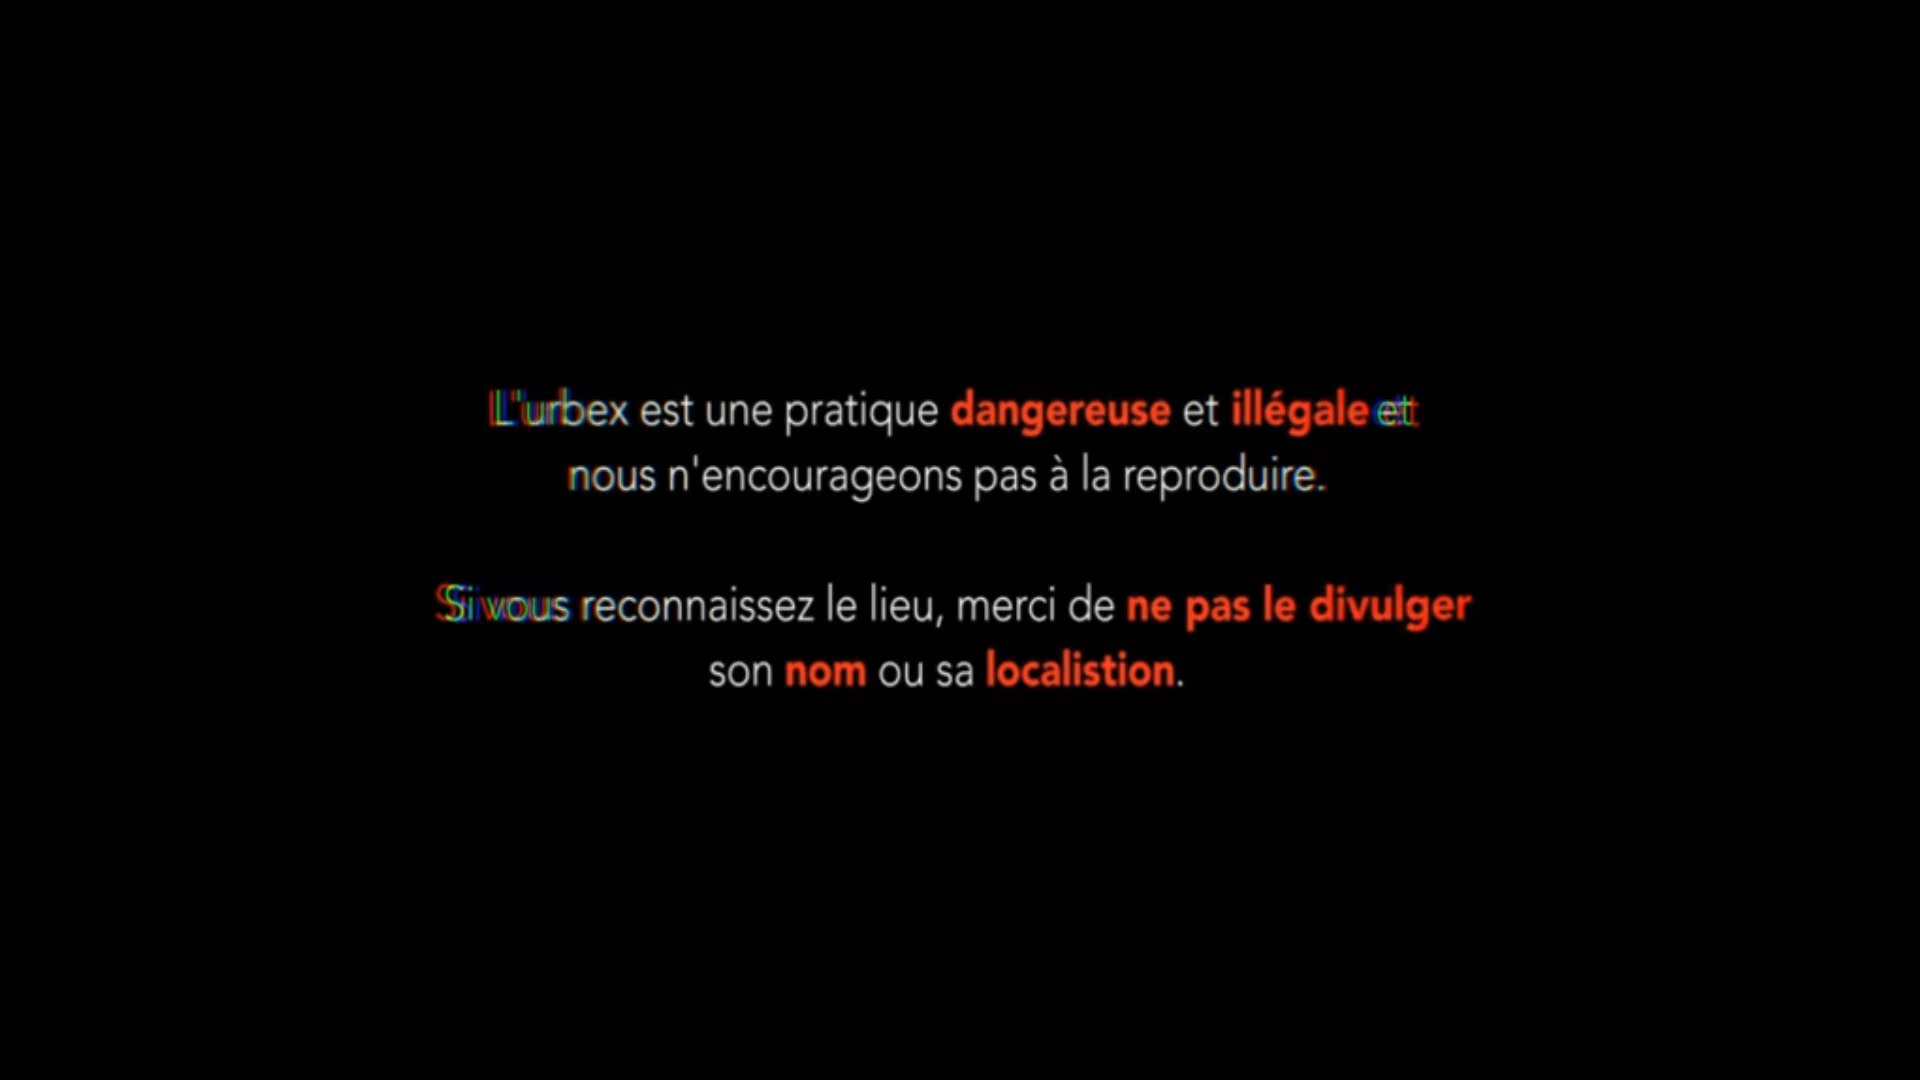 L'urbex est une pratique dangereuse et illégale et
nous n'encourageons pas à la reproduire.
Si vous reconnaissez le lieu, merci de ne pas le divulger
son nom ou sa localistion.